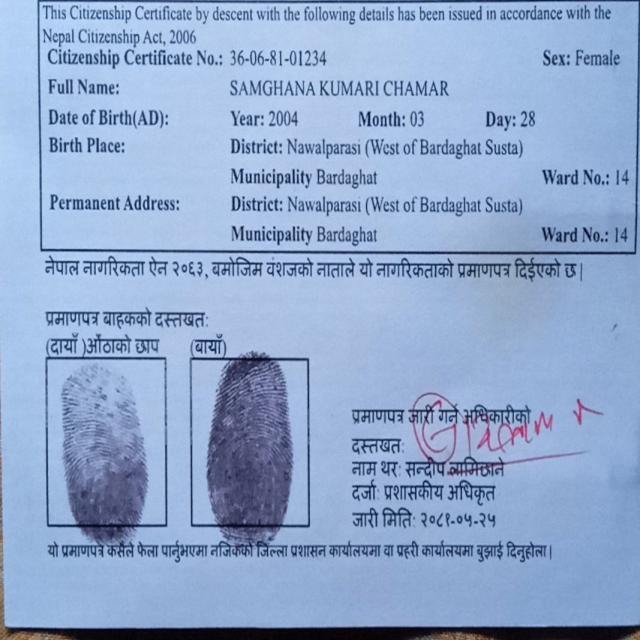 This Citizenship Certificate by descent with the following details has been issued in accordance with the
Nepal Citizenship Act, 2006
Citizenship Certificate No.: 36-06-81-01234 Sex: Female
Full Name: SAMGHANA KUMARI CHAMAR
Date of Birth(AD): Year: 2004 Month: 03 Day: 28
Birth Place: District: Nawalparasi (West of Bardaghat Susta)
Municipality Bardaghat Ward No.: 14
Permanent Address: District: Nawalparasi (West of Bardaghat Susta)
Municipality Bardaghat Ward No.: 14
नेपाल नागरिकता ऐन २०६३, बमोजिम वंशजको नाताले यो नागरिकताको प्रमाणपत्र दिईएको छ|
प्रमाणपत्र बाहकको दस्तखत:
(दायाँ )औंठाको छाप (बायाँ)
प्रमाणपत्र जारी गर्ने अधिकारीको
दस्तखत:
नाम थर: सन्दीप लामिछाने
दर्जा: प्रशासकीय अधिकृत
जारी मिति: २०८१-०५-२५
यो प्रमाणपत्र कसैले फेला पार्नुभएमा नजिकको जिल्ला प्रशासन कार्यालयमा वा प्रहरी कार्यालयमा बुझाई दिनुहोला|